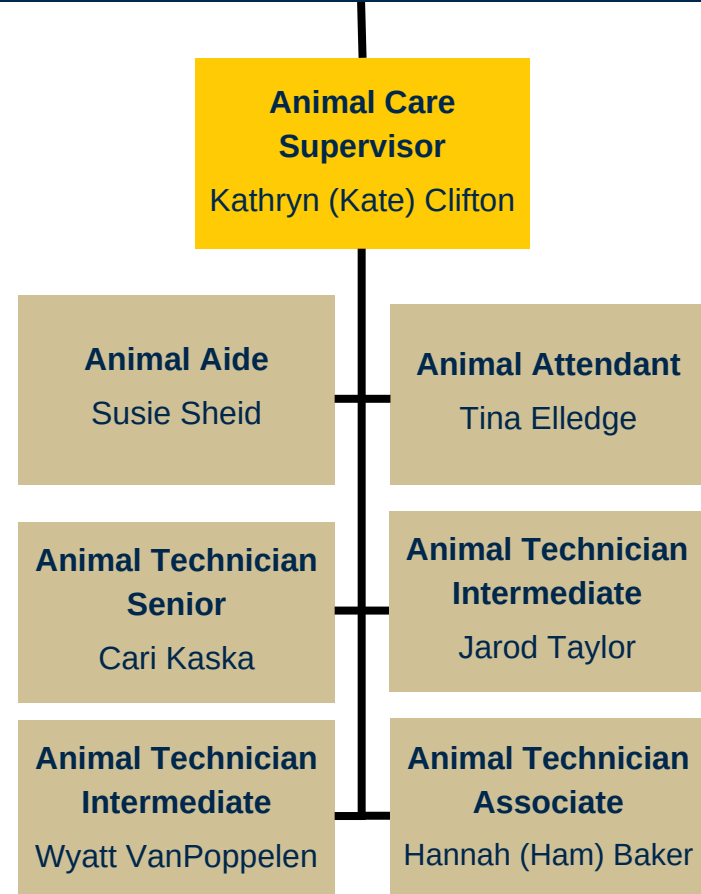 Animal Care
Supervisor
Kathryn (Kate) Clifton
Animal Aide
Susie Sheid
Animal Attendant
Tina Elledge
Animal Technician
Senior
Cari Kaska
Animal Technician
Intermediate
Jarod Taylor
Animal Technician
Intermediate
Wyatt VanPoppelen
Animal Technician
Associate
Hannah (Ham) Baker